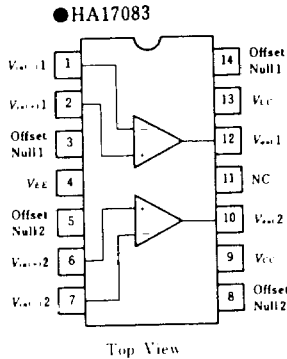 ●HA17083
Vin(−)1 1
Vin(+)1 2
Offset
Null1 3
VEE 4
Offset
Null2 5
Vin(+)2 6
Vin(−)2 7
14 Offset
Null1
13 VCC
12 Vout1
11 NC
10 Vout2
9 VCC
8 Offset
Null2
− +
+ −
Top View